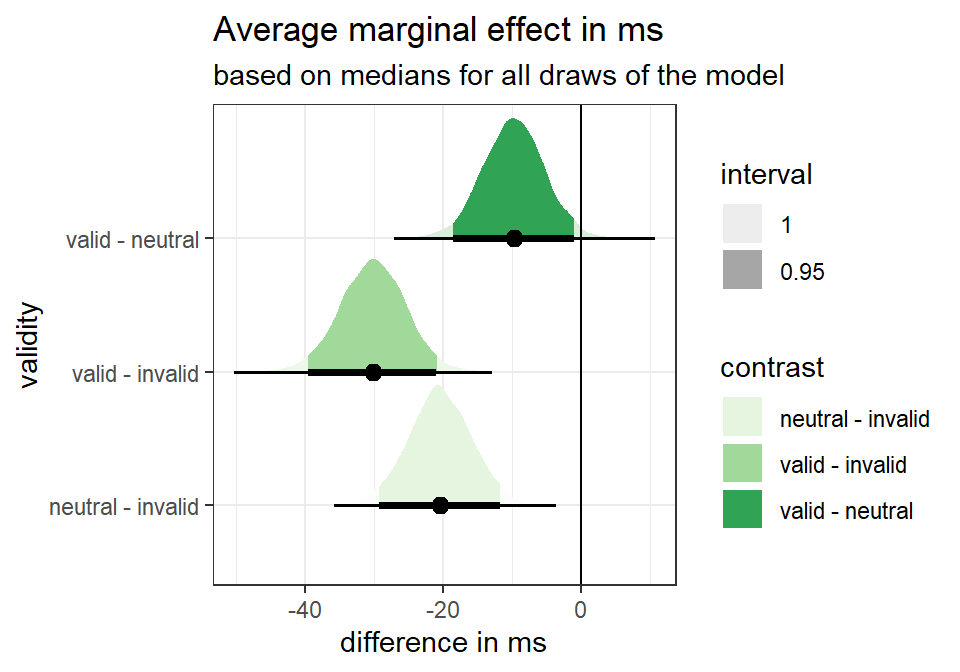 Average marginal effect in ms
based on medians for all draws of the model
valid - neutral
valid - invalid
neutral - invalid
validity
-40
-20
0
difference in ms
interval
1
0.95
contrast
neutral - invalid
valid - invalid
valid - neutral